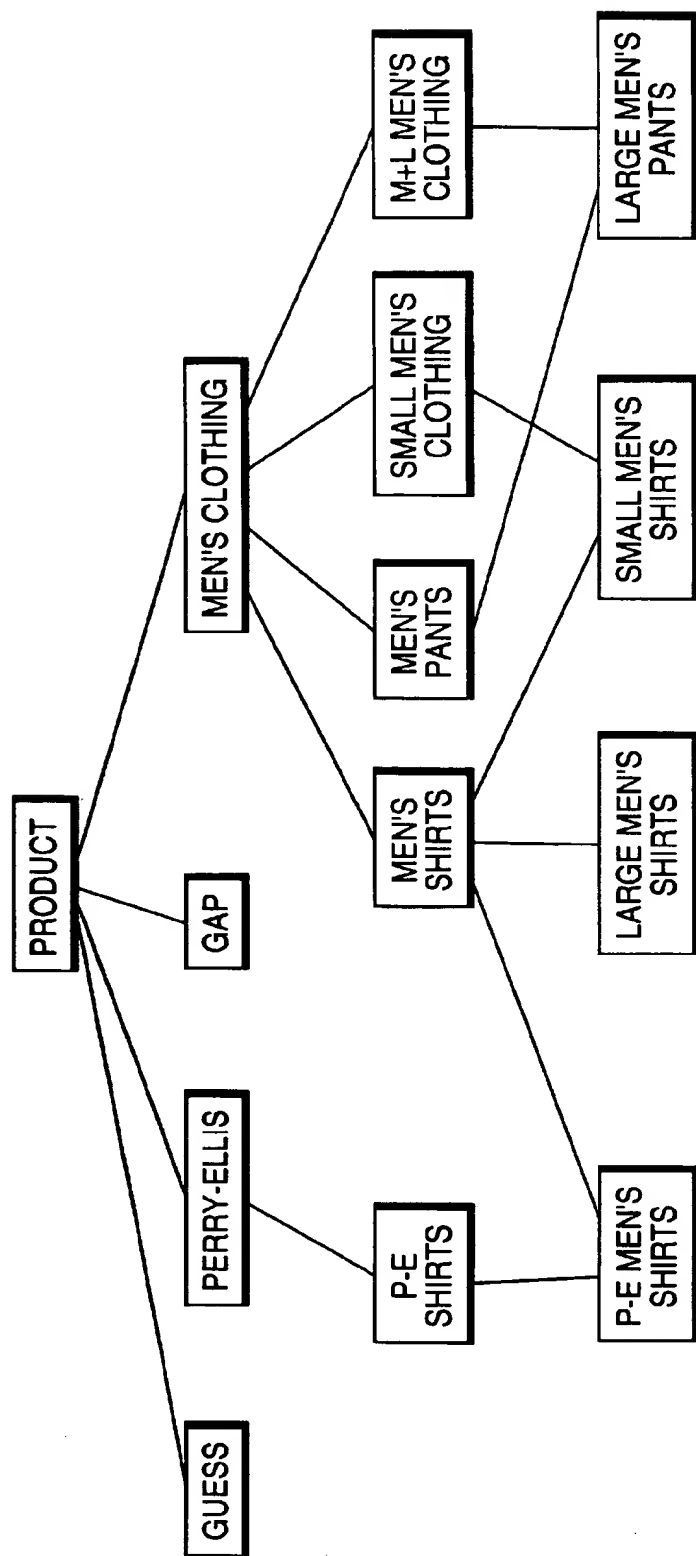 PRODUCT
GUESS
PERRY-ELLIS
GAP
MEN'S CLOTHING
P-E
SHIRTS
MEN'S
SHIRTS
MEN'S
PANTS
SMALL MEN'S
CLOTHING
M+L MEN'S
CLOTHING
P-E MEN'S
SHIRTS
LARGE MEN'S
SHIRTS
SMALL MEN'S
SHIRTS
LARGE MEN'S
PANTS